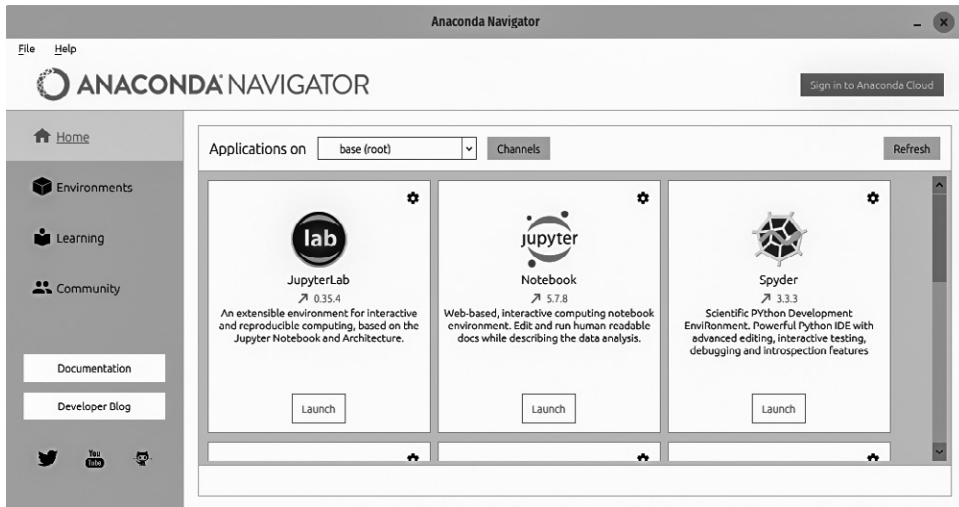 Anaconda Navigator
File Help
ANACONDA NAVIGATOR
Sign in to Anaconda Cloud
Home
Environments
Learning
Community
Documentation
Developer Blog
You
Tube
Applications on base (root) Channels Refresh
lab
JupyterLab
0.35.4
An extensible environment for interactive
and reproducible computing, based on the
Jupyter Notebook and Architecture.
Launch
jupyter
Notebook
5.7.8
Web-based, interactive computing notebook
environment. Edit and run human readable
docs while describing the data analysis.
Launch
Spyder
3.3.3
Scientific PYthon Development
EnviRonment. Powerful Python IDE with
advanced editing, interactive testing,
debugging and introspection features
Launch